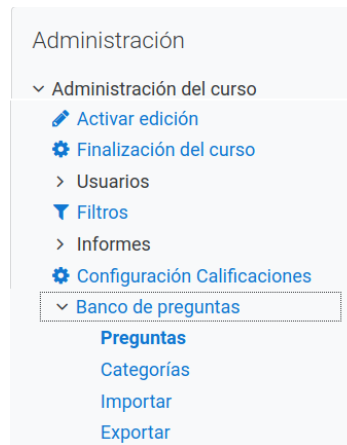 Administración
Administración del curso
Activar edición
Finalización del curso
Usuarios
Filtros
Informes
Configuración Calificaciones
Banco de preguntas
Preguntas
Categorías
Importar
Exportar